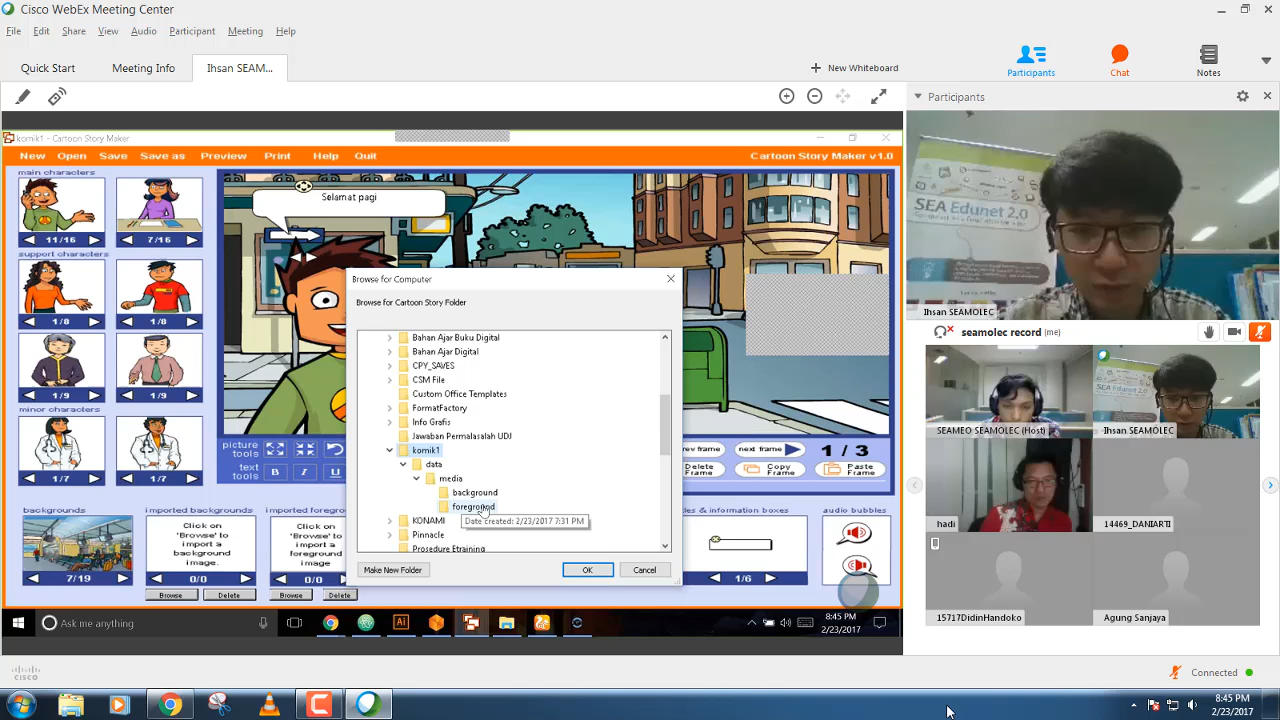 Cisco WebEx Meeting Center
File Edit Share View Audio Participant Meeting Help
Quick Start Meeting Info Ihsan SEAM...
New Whiteboard
Participants Chat Notes
Participants
komik1 - Cartoon Story Maker
New Open Save Save as Preview Print Help Quit
Cartoon Story Maker v1.0
main characters
11/16 7/16
support characters
1/8 1/8
1/9 1/9
minor characters
Selamat pagi
Browse for Computer
Browse for Cartoon Story Folder
Bahan Ajar Buku Digital
Bahan Ajar Digital
CPY_SAVES
CSM File
Custom Office Templates
FormatFactory
Info Grafis
Jawaban Permalasalah UDJ
komik1
data
media
background
foreground
Date created: 2/23/2017 7:31 PM
KONAMI
Pinnacle
Prosedure Etraining
Make New Folder OK Cancel
1/6 1/6
picture tools
text tools
B I U
next frame
1 / 3
Delete Frame
Copy Frame
Paste Frame
backgrounds
7/19
imported backgrounds
Click on 'Browse' to import a background image.
0/0
Browse Delete
Click on 'Browse' to import a foreground image
0/0
Browse Delete
& information boxes
1/6
audio bubbles
Ask me anything
8:45 PM
2/23/2017
SEA Edunet 2.0
Ihsan SEAMOLEC
seamolec record (me)
SEAMEO SEAMOLEC (Host)
Ihsan SEAMOLEC
hadi
14469_DANIARTI
15717DidinHandoko
Agung Sanjaya
cisco
Connected
8:45 PM
2/23/2017